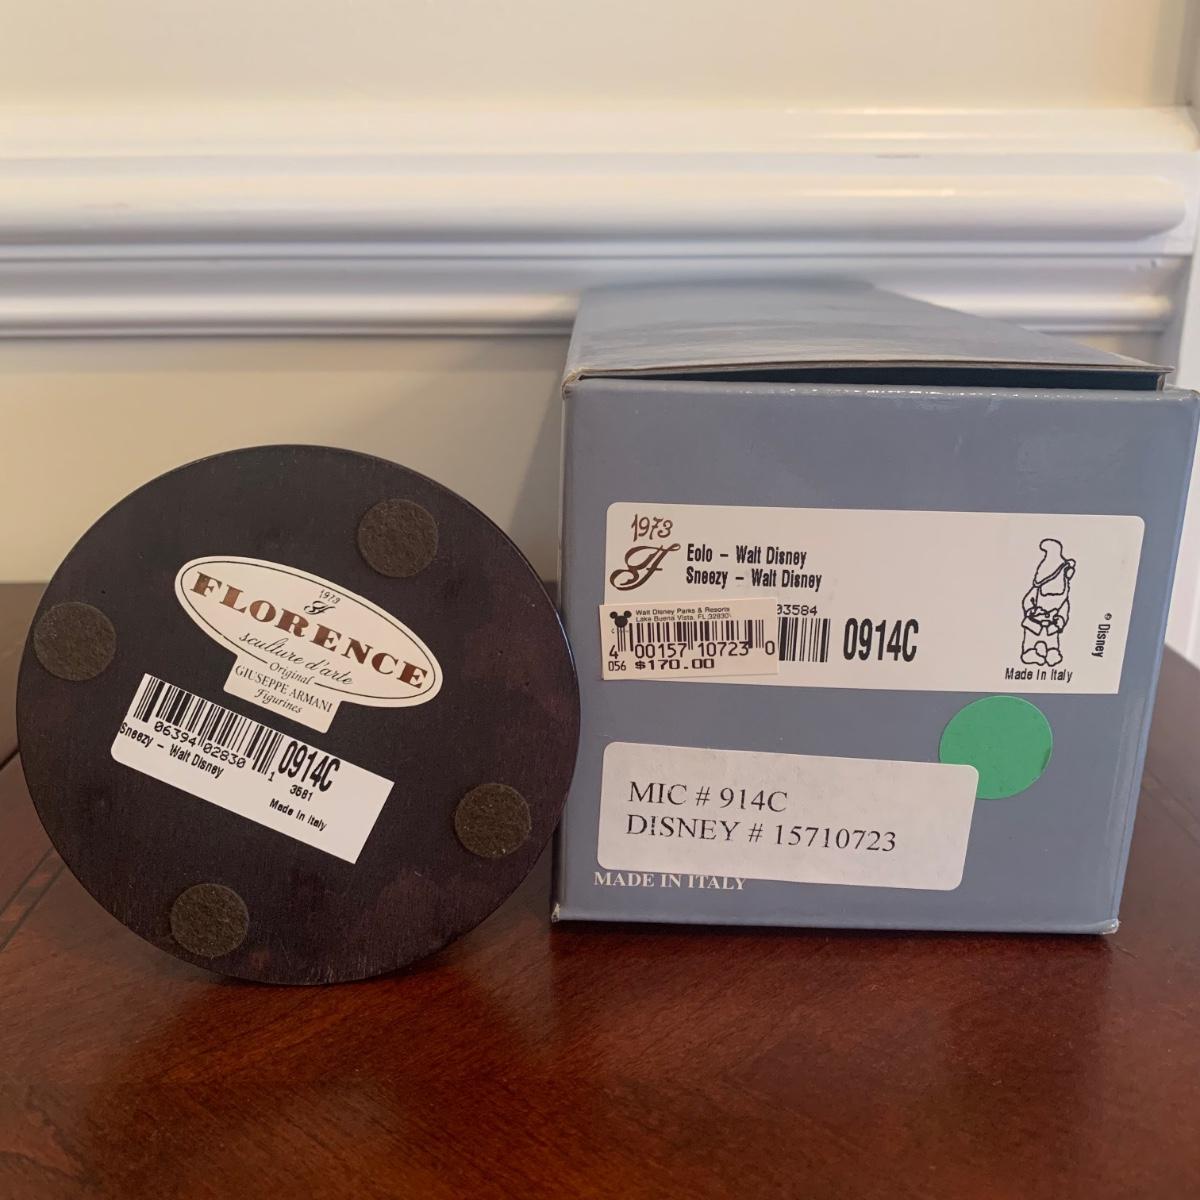 1973
FLORENCE
sculture d'arte
Original
GIUSEPPE ARMANI
Figurines
06394 02830 1
0914C
Sneezy - Walt Disney
3681
Made in Italy
1973
Eolo - Walt Disney
Sneezy - Walt Disney
03584
0914C
Made In Italy
© Disney
Walt Disney Parks & Resorts
Lake Buena Vista, FL 32830
4 00157 10723 0
056 $170.00
MIC # 914C
DISNEY # 15710723
MADE IN ITALY